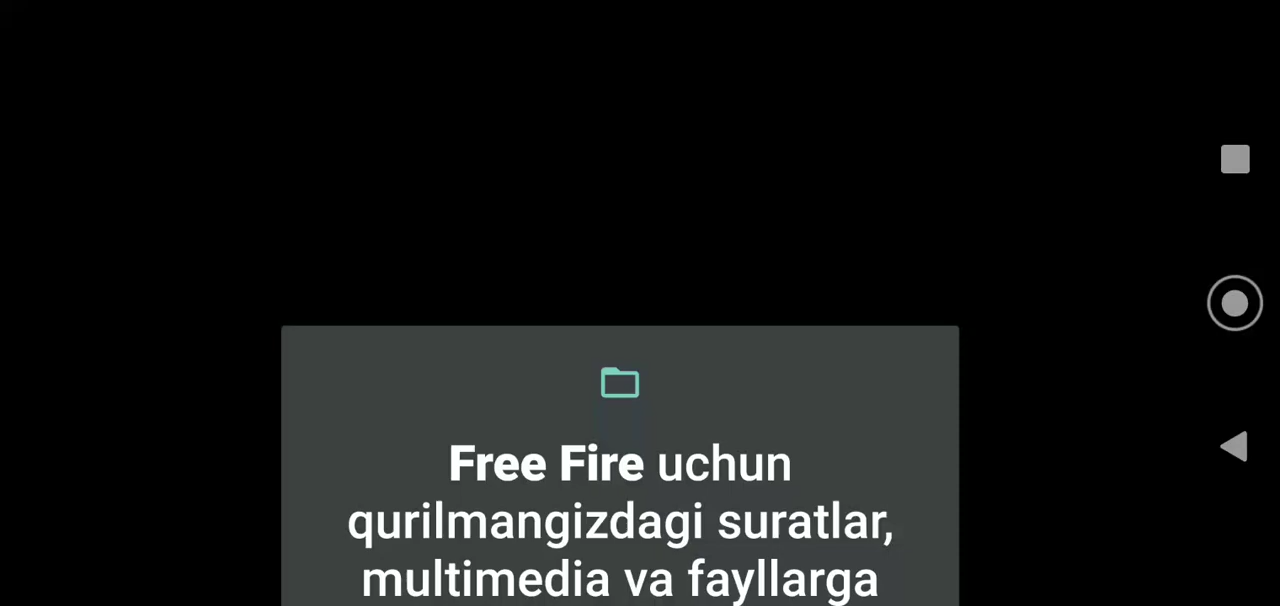 Free Fire uchun
qurilmangizdagi suratlar,
multimedia va fayllarga